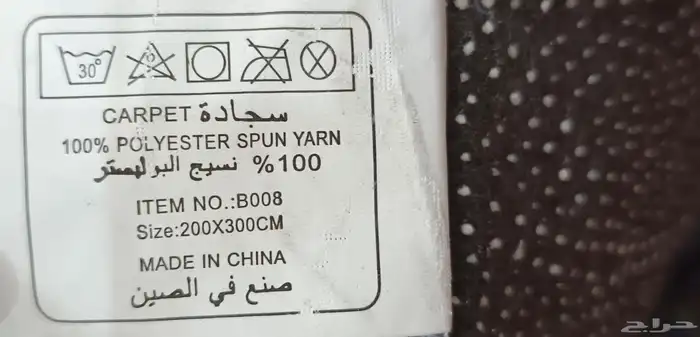 30°
CARPET سجادة
100% POLYESTER SPUN YARN
%100 نسيج البوليستر
ITEM NO.:B008
Size:200X300CM
MADE IN CHINA
صنع في الصين
حراج